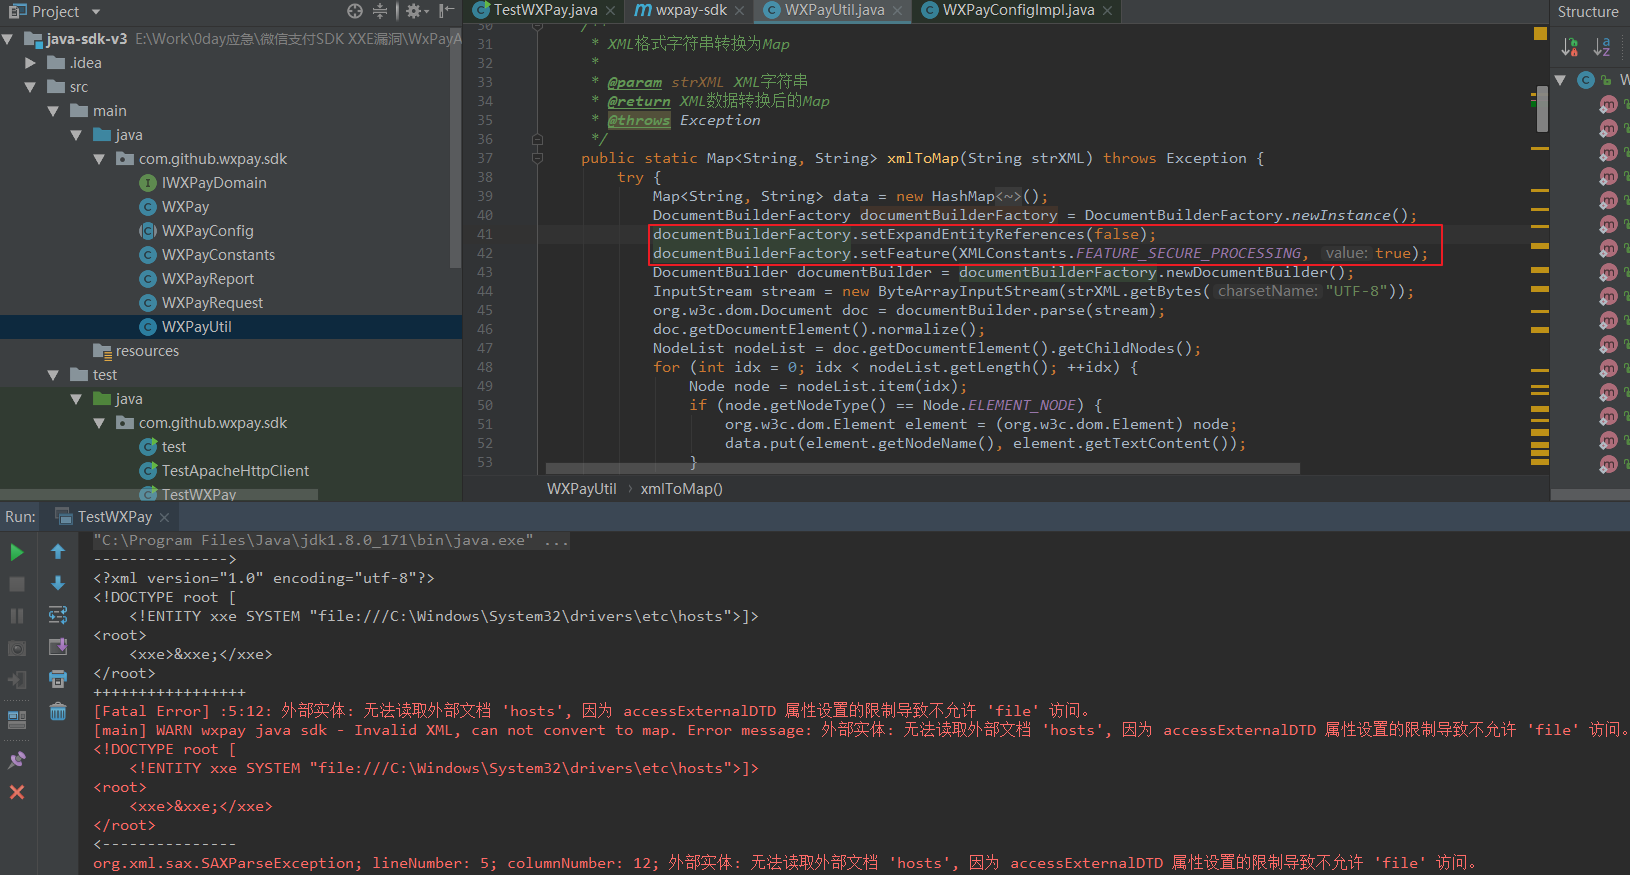 Project
java-sdk-v3 E:\Work\0day应急\微信支付SDK XXE漏洞\WxPayA
.idea
src
main
java
com.github.wxpay.sdk
IWXPayDomain
WXPay
WXPayConfig
WXPayConstants
WXPayReport
WXPayRequest
WXPayUtil
resources
test
java
com.github.wxpay.sdk
test
TestApacheHttpClient
TestWXPay
TestWXPay.java
wxpay-sdk
WXPayUtil.java
WXPayConfigImpl.java
30 /**
31 * XML格式字符串转换为Map
32 *
33 * @param strXML XML字符串
34 * @return XML数据转换后的Map
35 * @throws Exception
36 */
37 public static Map<String, String> xmlToMap(String strXML) throws Exception {
38 try {
39 Map<String, String> data = new HashMap<~>();
40 DocumentBuilderFactory documentBuilderFactory = DocumentBuilderFactory.newInstance();
41 documentBuilderFactory.setExpandEntityReferences(false);
42 documentBuilderFactory.setFeature(XMLConstants.FEATURE_SECURE_PROCESSING, value: true);
43 DocumentBuilder documentBuilder = documentBuilderFactory.newDocumentBuilder();
44 InputStream stream = new ByteArrayInputStream(strXML.getBytes( charsetName: "UTF-8"));
45 org.w3c.dom.Document doc = documentBuilder.parse(stream);
46 doc.getDocumentElement().normalize();
47 NodeList nodeList = doc.getDocumentElement().getChildNodes();
48 for (int idx = 0; idx < nodeList.getLength(); ++idx) {
49 Node node = nodeList.item(idx);
50 if (node.getNodeType() == Node.ELEMENT_NODE) {
51 org.w3c.dom.Element element = (org.w3c.dom.Element) node;
52 data.put(element.getNodeName(), element.getTextContent());
53 }
WXPayUtil › xmlToMap()
Structure
Run: TestWXPay
"C:\Program Files\Java\jdk1.8.0_171\bin\java.exe" ...
--------------->
<?xml version="1.0" encoding="utf-8"?>
<!DOCTYPE root [
<!ENTITY xxe SYSTEM "file:///C:\Windows\System32\drivers\etc\hosts">]>
<root>
<xxe>&xxe;</xxe>
</root>
+++++++++++++++++
[Fatal Error] :5:12: 外部实体: 无法读取外部文档 'hosts', 因为 accessExternalDTD 属性设置的限制导致不允许 'file' 访问。
[main] WARN wxpay java sdk - Invalid XML, can not convert to map. Error message: 外部实体: 无法读取外部文档 'hosts', 因为 accessExternalDTD 属性设置的限制导致不允许 'file' 访问。
<!DOCTYPE root [
<!ENTITY xxe SYSTEM "file:///C:\Windows\System32\drivers\etc\hosts">]>
<root>
<xxe>&xxe;</xxe>
</root>
<---------------
org.xml.sax.SAXParseException; lineNumber: 5; columnNumber: 12; 外部实体: 无法读取外部文档 'hosts', 因为 accessExternalDTD 属性设置的限制导致不允许 'file' 访问。